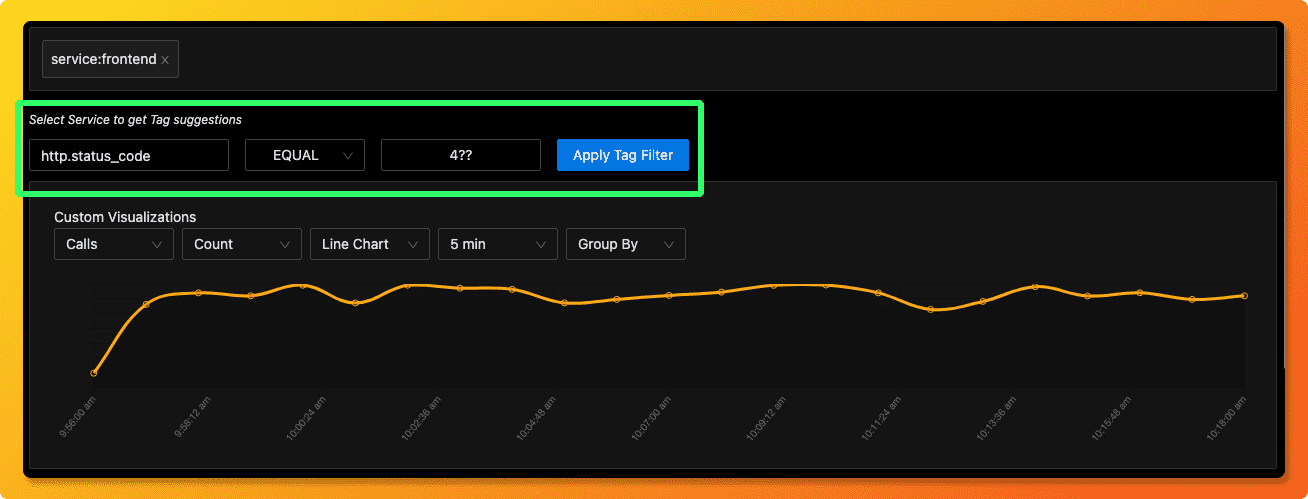 service:frontend ×
Select Service to get Tag suggestions
http.status_code EQUAL 4?? Apply Tag Filter
Custom Visualizations
Calls Count Line Chart 5 min Group By
9:56:00 am 9:58:12 am 10:00:24 am 10:02:36 am 10:04:48 am 10:07:00 am 10:09:12 am 10:11:24 am 10:13:36 am 10:15:48 am 10:18:00 am